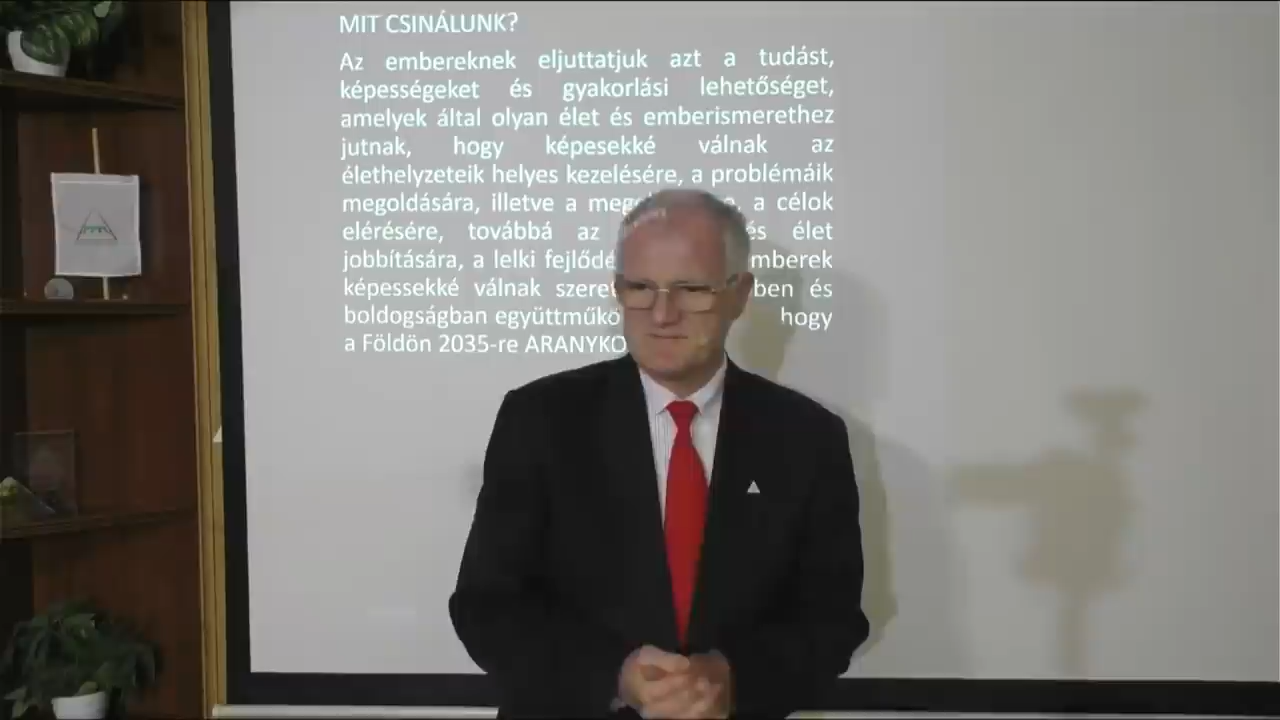 MIT CSINÁLUNK?
Az embereknek eljuttatjuk azt a tudást,
képességeket és gyakorlási lehetőséget,
amelyek által olyan élet és emberismerethez
jutnak, hogy képesekké válnak az
élethelyzeteik helyes kezelésére, a problémáik
megoldására, illetve a a célok
elérésére, továbbá az és élet
jobbítására, a lelki
képessekké válnak és
boldogságban hogy
a Földön 2035-re